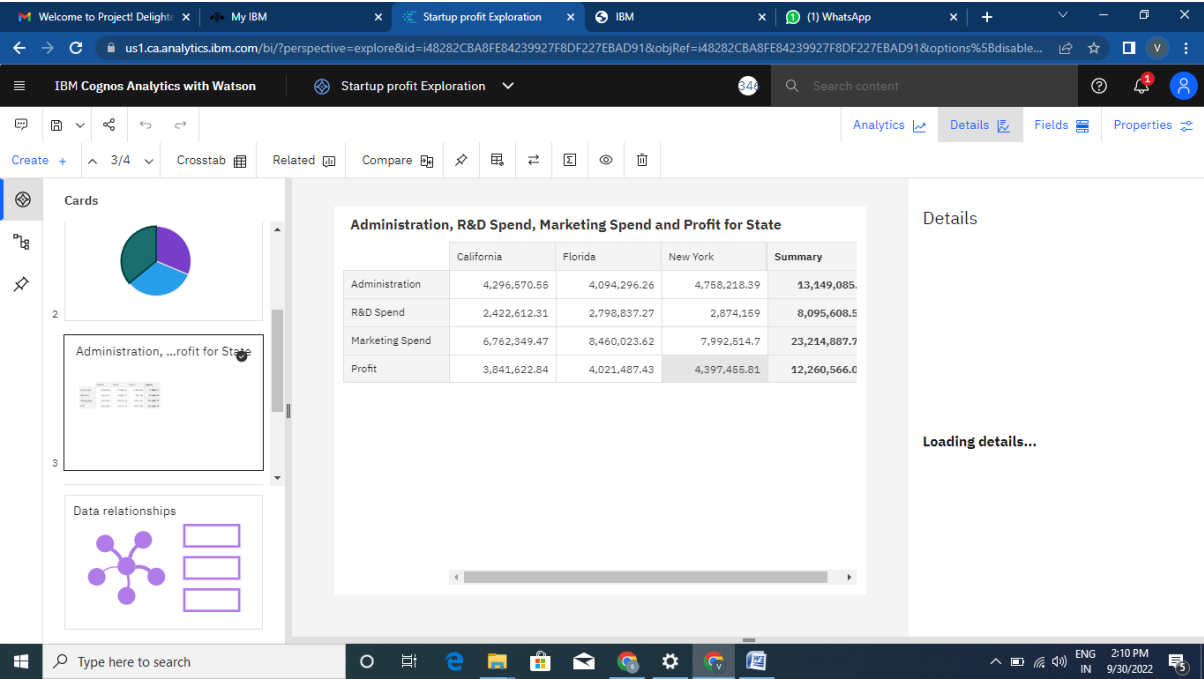 Welcome to Project! Delighte
My IBM
Startup profit Exploration
IBM
(1) WhatsApp
us1.ca.analytics.ibm.com/bi/?perspective=explore&id=i48282CBA8FE84239927F8DF227EBAD91&objRef=i48282CBA8FE84239927F8DF227EBAD91&options%5Bdisable...
V
IBM Cognos Analytics with Watson
Startup profit Exploration
Search content
1
Analytics
Details
Fields
Properties
Create +
3/4
Crosstab
Related
Compare
Cards
2
Administration, ...rofit for State
3
Data relationships
Administration, R&D Spend, Marketing Spend and Profit for State
California Florida New York Summary
Administration 4,296,570.55 4,094,296.26 4,758,218.39 13,149,085.
R&D Spend 2,422,612.31 2,798,837.27 2,874,159 8,095,608.5
Marketing Spend 6,762,349.47 8,460,023.62 7,992,514.7 23,214,887.7
Profit 3,841,622.84 4,021,487.43 4,397,455.81 12,260,566.0
Details
Loading details...
Type here to search
ENG
IN
2:10 PM
9/30/2022
5